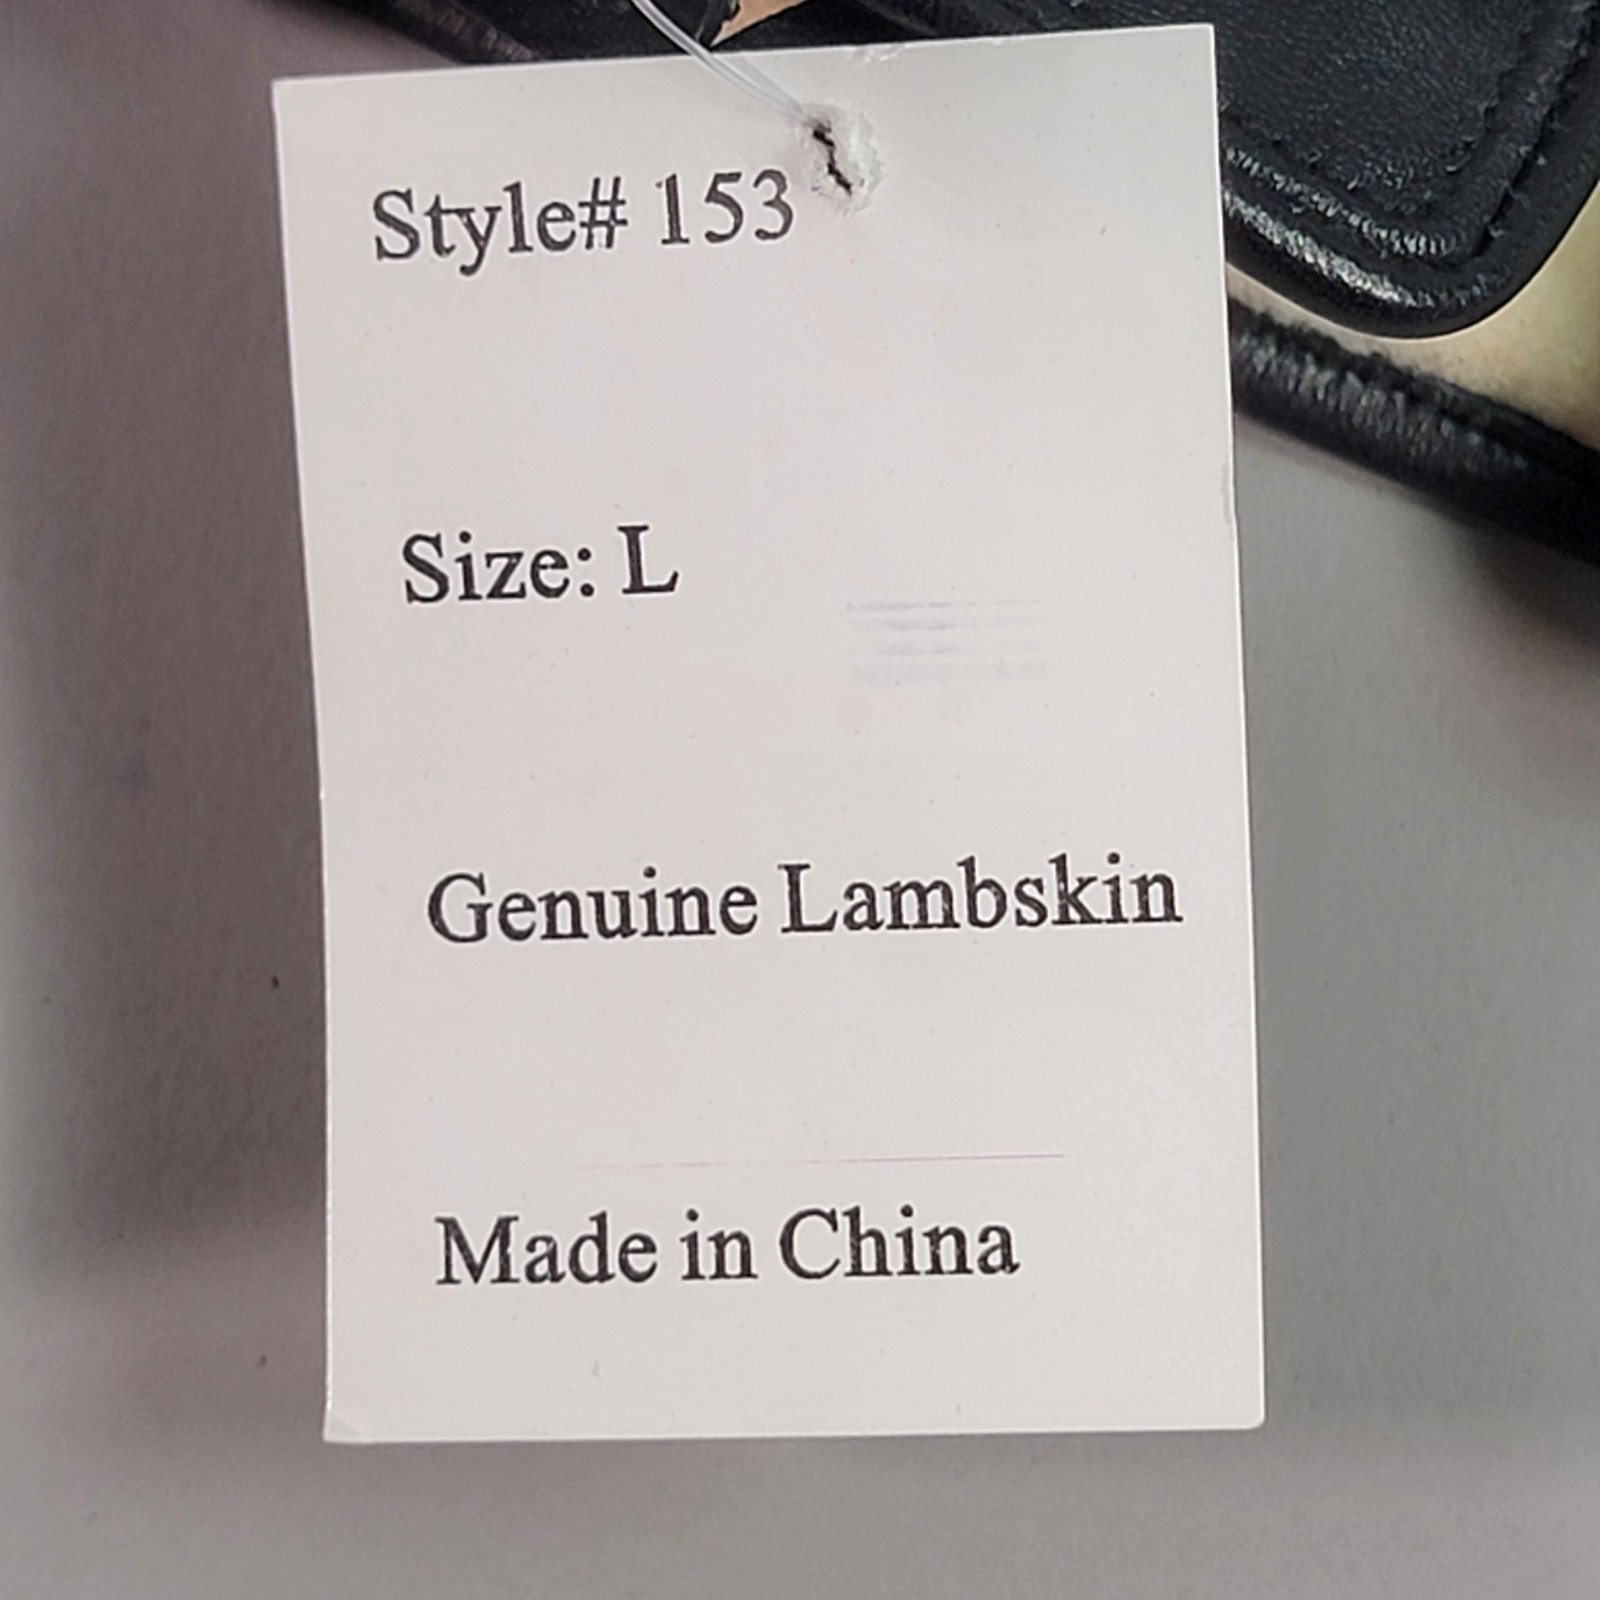 Style# 153
Size: L
Genuine Lambskin
Made in China